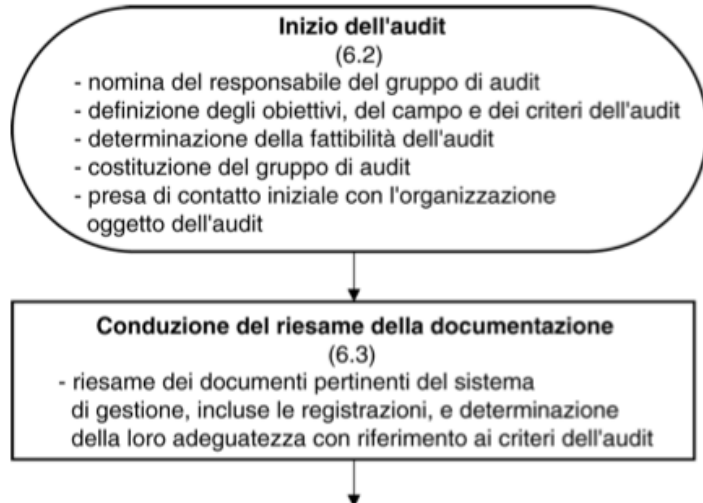 Inizio dell'audit
(6.2)
- nomina del responsabile del gruppo di audit
- definizione degli obiettivi, del campo e dei criteri dell'audit
- determinazione della fattibilità dell'audit
- costituzione del gruppo di audit
- presa di contatto iniziale con l'organizzazione
oggetto dell'audit
Conduzione del riesame della documentazione
(6.3)
- riesame dei documenti pertinenti del sistema
di gestione, incluse le registrazioni, e determinazione
della loro adeguatezza con riferimento ai criteri dell'audit